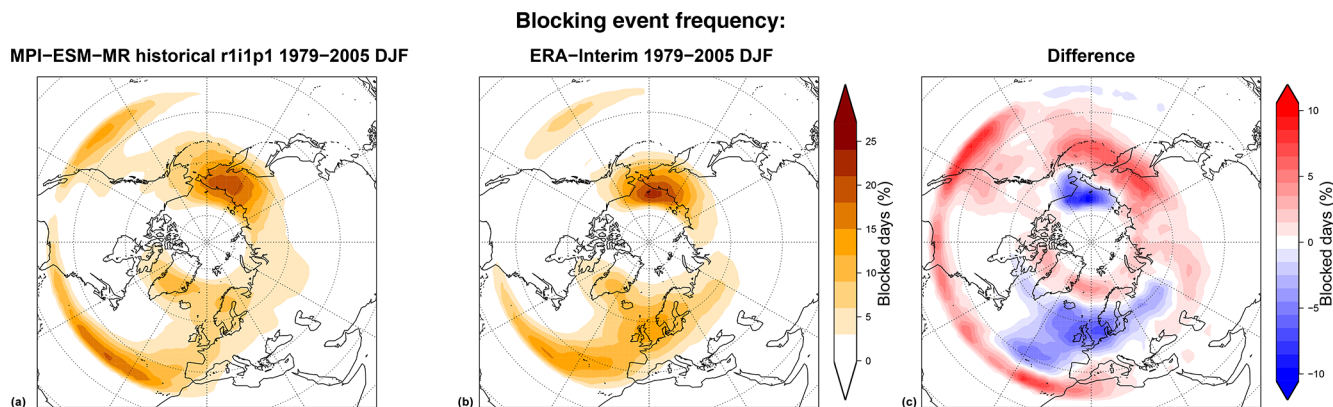 Blocking event frequency:
MPI−ESM−MR historical r1i1p1 1979−2005 DJF
ERA−Interim 1979−2005 DJF
Difference
25
20
15
10
5
0
Blocked days (%)
10
5
0
−5
−10
Blocked days (%)
(a)
(b)
(c)